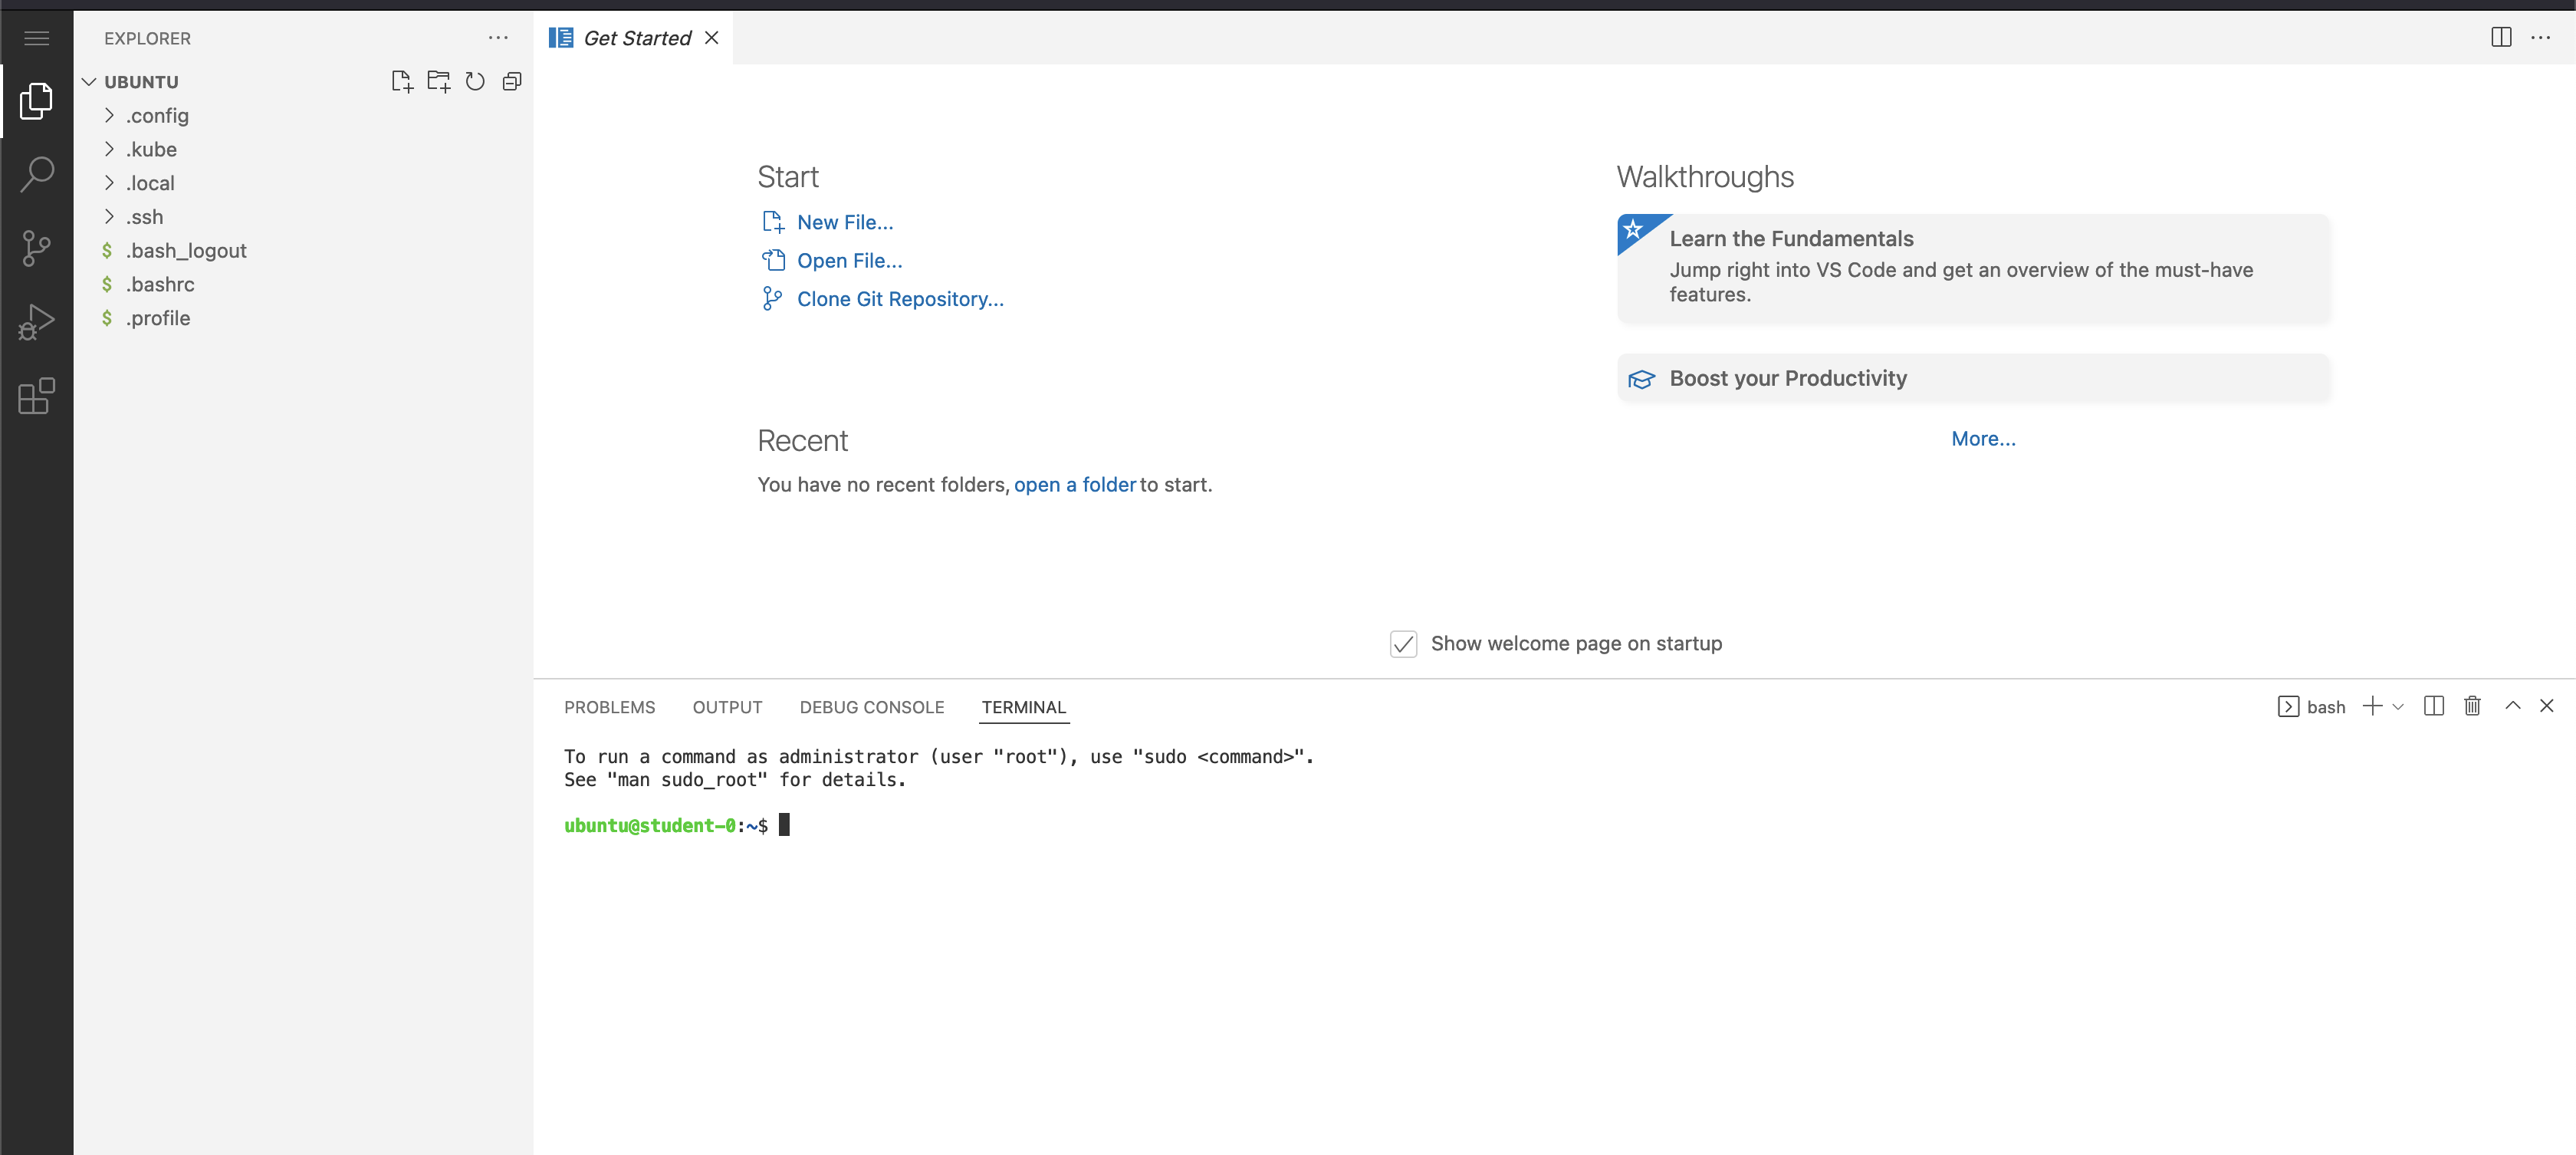 EXPLORER
UBUNTU
.config
.kube
.local
.ssh
$ .bash_logout
$ .bashrc
$ .profile
Get Started
Start
New File...
Open File...
Clone Git Repository...
Recent
You have no recent folders, open a folder to start.
Walkthroughs
Learn the Fundamentals
Jump right into VS Code and get an overview of the must-have
features.
Boost your Productivity
More...
Show welcome page on startup
PROBLEMS OUTPUT DEBUG CONSOLE TERMINAL
bash
To run a command as administrator (user "root"), use "sudo <command>".
See "man sudo_root" for details.
ubuntu@student-0:~$